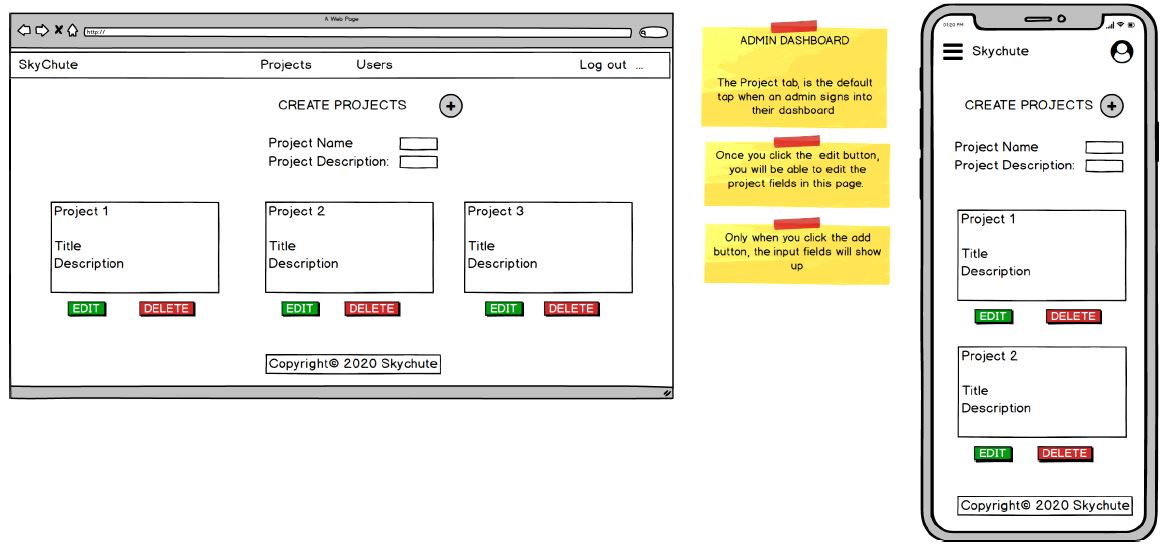 A Web Page
http://
SkyChute Projects Users Log out ...
CREATE PROJECTS +
Project Name
Project Description:
Project 1
Title
Description
EDIT DELETE
Project 2
Title
Description
EDIT DELETE
Project 3
Title
Description
EDIT DELETE
Copyright© 2020 Skychute
ADMIN DASHBOARD
The Project tab, is the default
tap when an admin signs into
their dashboard
Once you click the edit button,
you will be able to edit the
project fields in this page.
Only when you click the add
button, the input fields will show
up
01:20 PM
Skychute
CREATE PROJECTS +
Project Name
Project Description:
Project 1
Title
Description
EDIT DELETE
Project 2
Title
Description
EDIT DELETE
Copyright© 2020 Skychute